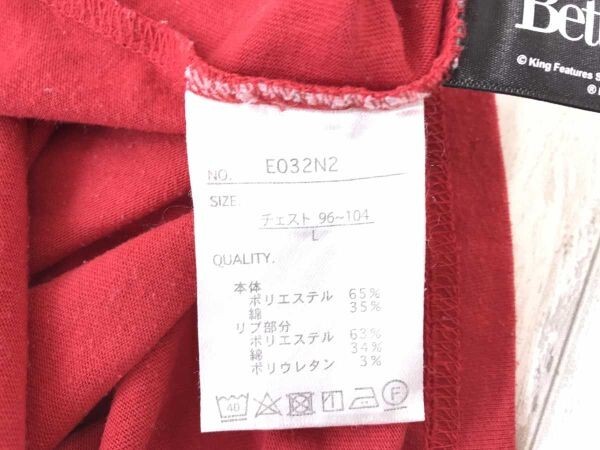 Bet
© King Features S
®
NO. E032N2
SIZE.
チェスト 96~104
L
QUALITY.
本体
ポリエステル 65%
綿 35%
リブ部分
ポリエステル 63%
綿 34%
ポリウレタン 3%
40 F